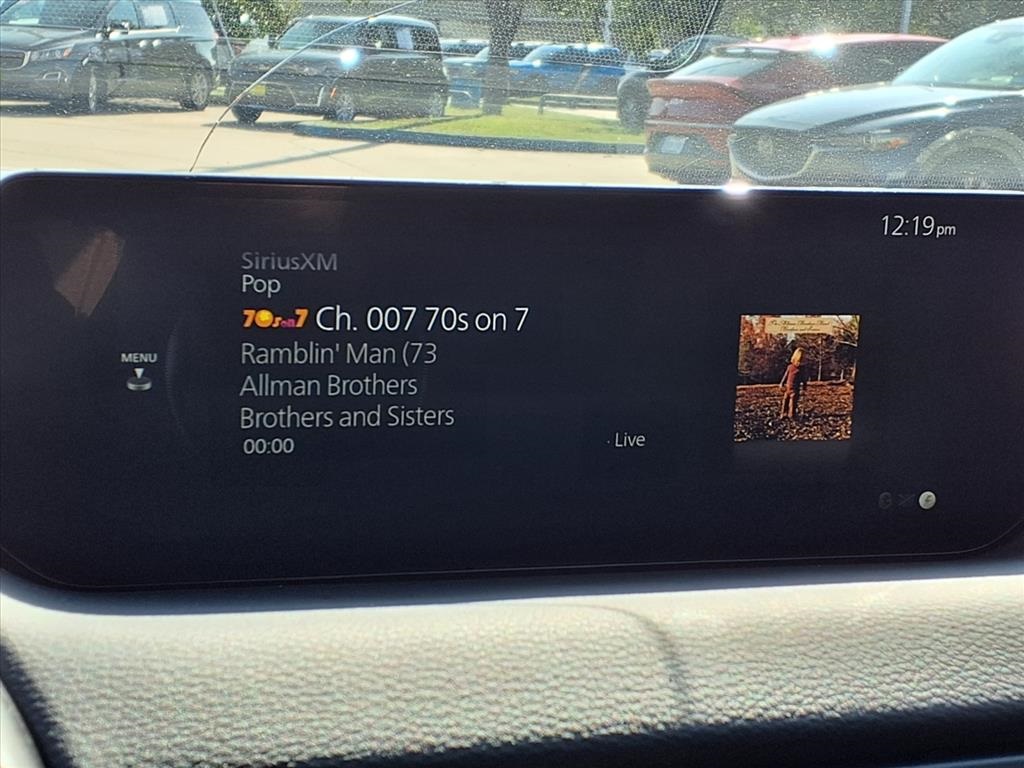 12:19pm
SiriusXM
Pop
70s on 7 Ch. 007 70s on 7
MENU
Ramblin' Man (73
Allman Brothers
Brothers and Sisters
00:00
· Live